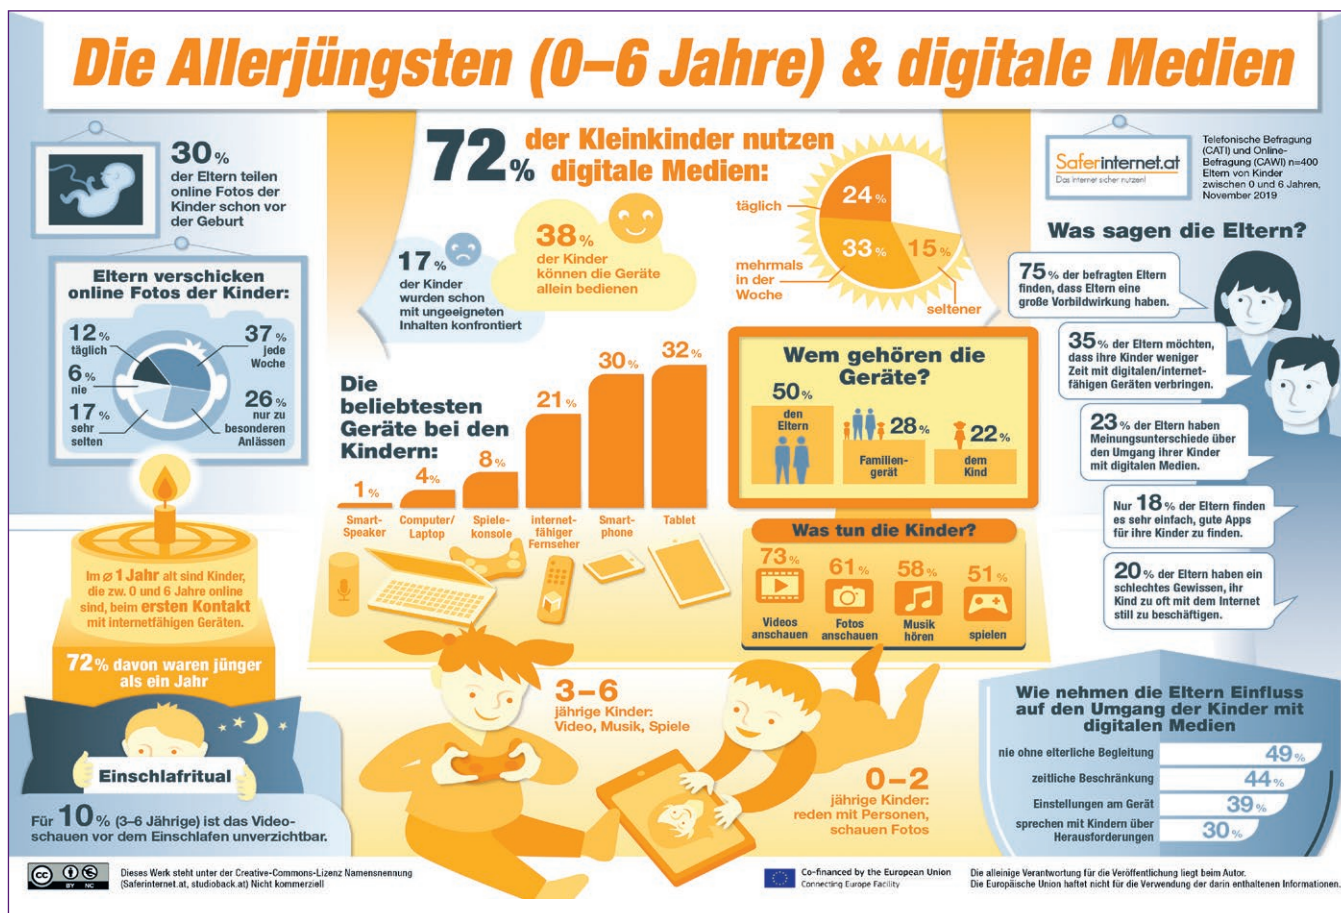 Die Allerjüngsten (0–6 Jahre) & digitale Medien
30%
der Eltern teilen
online Fotos der
Kinder schon vor
der Geburt
Eltern verschicken
online Fotos der Kinder:
12%
täglich
6%
nie
17%
sehr
selten
37%
jede
Woche
26%
nur zu
besonderen
Anlässen
Im ø 1 Jahr alt sind Kinder,
die zw. 0 und 6 Jahre online
sind, beim ersten Kontakt
mit internetfähigen Geräten.
72% davon waren jünger
als ein Jahr
Einschlafritual
Für 10% (3–6 Jährige) ist das Video-
schauen vor dem Einschlafen unverzichtbar.
72% der Kleinkinder nutzen
digitale Medien:
17%
der Kinder
wurden schon
mit ungeeigneten
Inhalten konfrontiert
38%
der Kinder
können die Geräte
allein bedienen
täglich
24%
mehrmals
in der
Woche
33%
15%
seltener
Die
beliebtesten
Geräte bei den
Kindern:
1%
4%
8%
21%
30%
32%
Smart-
Speaker
Computer/
Laptop
Spiele-
konsole
internet-
fähiger
Fernseher
Smart-
phone
Tablet
Wem gehören die
Geräte?
50%
den
Eltern
28%
Familien-
gerät
22%
dem
Kind
Was tun die Kinder?
73%
Videos
anschauen
61%
Fotos
anschauen
58%
Musik
hören
51%
spielen
3–6
jährige Kinder:
Video, Musik, Spiele
0–2
jährige Kinder:
reden mit Personen,
schauen Fotos
Saferinternet.at
Das Internet sicher nutzen!
Telefonische Befragung
(CATI) und Online-
Befragung (CAWI) n=400
Eltern von Kinder
zwischen 0 und 6 Jahren,
November 2019
Was sagen die Eltern?
75% der befragten Eltern
finden, dass Eltern eine
große Vorbildwirkung haben.
35% der Eltern möchten,
dass ihre Kinder weniger
Zeit mit digitalen/internet-
fähigen Geräten verbringen.
23% der Eltern haben
Meinungsunterschiede über
den Umgang ihrer Kinder
mit digitalen Medien.
Nur 18% der Eltern finden
es sehr einfach, gute Apps
für ihre Kinder zu finden.
20% der Eltern haben ein
schlechtes Gewissen, ihr
Kind zu oft mit dem Internet
still zu beschäftigen.
Wie nehmen die Eltern Einfluss
auf den Umgang der Kinder mit
digitalen Medien
nie ohne elterliche Begleitung 49%
zeitliche Beschränkung 44%
Einstellungen am Gerät 39%
sprechen mit Kindern über
Herausforderungen 30%
cc BY NC
Dieses Werk steht unter der Creative-Commons-Lizenz Namensnennung
(Saferinternet.at, studioback.at) Nicht kommerziell
Co-financed by the European Union
Connecting Europe Facility
Die alleinige Verantwortung für die Veröffentlichung liegt beim Autor.
Die Europäische Union haftet nicht für die Verwendung der darin enthaltenen Informationen.